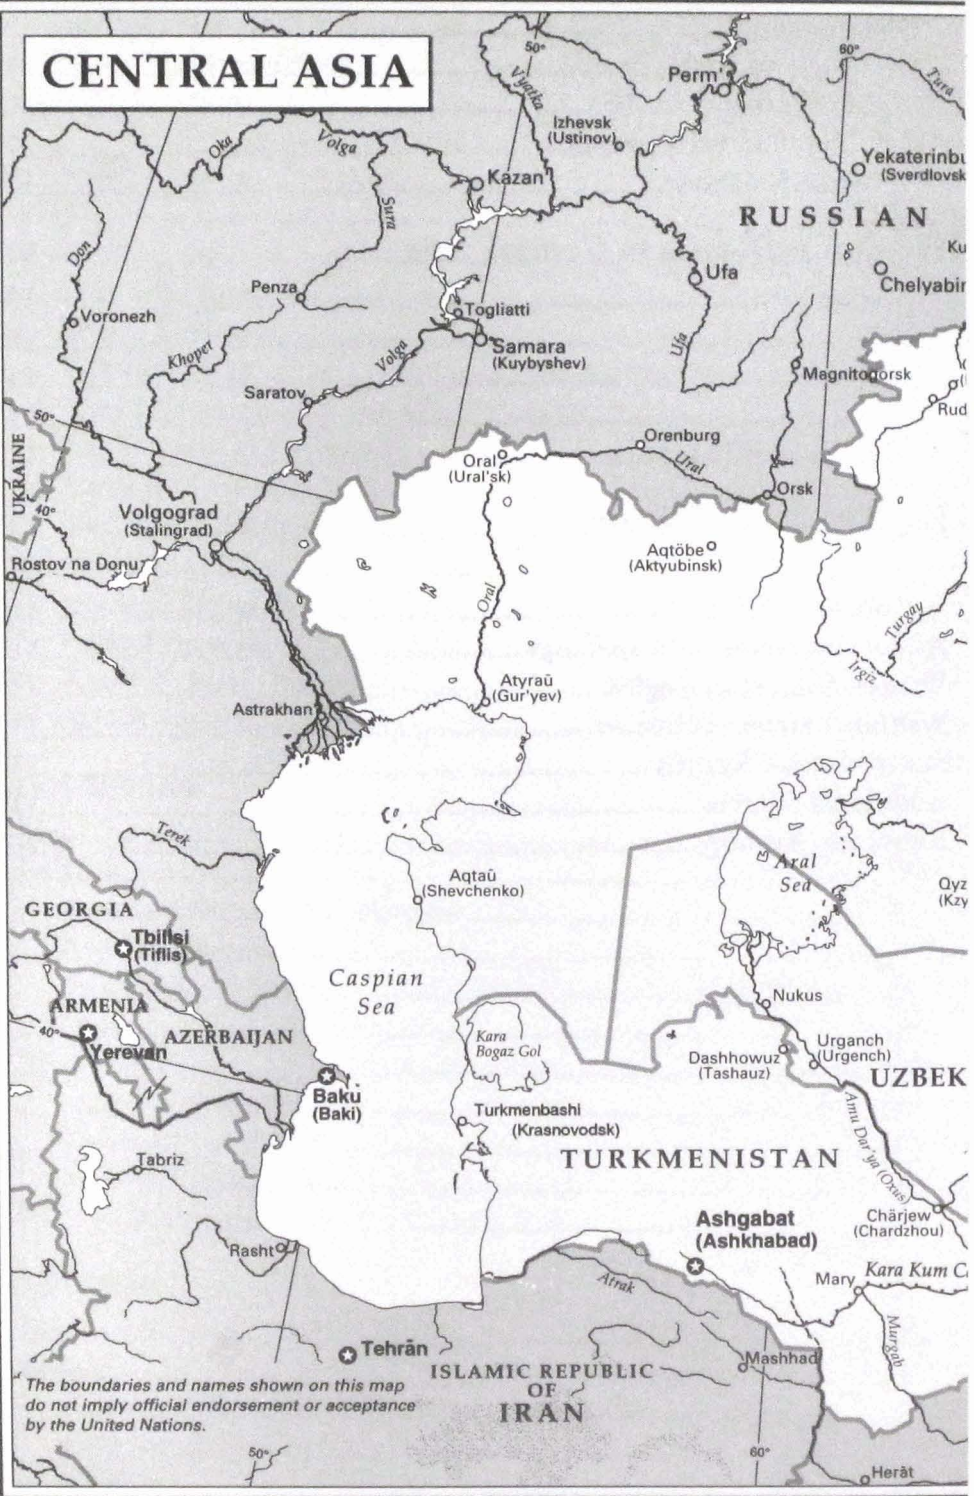 CENTRAL ASIA
50°
60°
Perm'
Vyatka
Tura
Izhevsk
(Ustinov)
Oka
Volga
Yekaterinbu
(Sverdlovsk
Kazan
Sura
RUSSIAN
Don
Ku
Ufa
Chelyabin
Penza
Togliatti
Voronezh
Samara
(Kuybyshev)
Khoper
Volga
Ufa
Magnitogorsk
Saratov
Rud
50°
Orenburg
UKRAINE
Oral
(Ural'sk)
Ural
Orsk
40°
Volgograd
(Stalingrad)
Aqtöbe
(Aktyubinsk)
Rostov na Donu
Oral
Turgay
Irgiz
Atyraū
(Gur'yev)
Astrakhan
Terek
Aral
Sea
Aqtaū
(Shevchenko)
Qyz
(Kzy
GEORGIA
Tbilisi
(Tiflis)
Caspian
Sea
Nukus
ARMENIA
40°
AZERBAIJAN
Yerevan
Kara
Bogaz Gol
Urganch
(Urgench)
Dashhowuz
(Tashauz)
UZBEK
Baku
(Baki)
Turkmenbashi
(Krasnovodsk)
Amu Dar'ya (Oxus)
TURKMENISTAN
Tabriz
Chärjew
(Chardzhou)
Ashgabat
(Ashkhabad)
Rasht
Mary
Kara Kum C
Atrak
Murgab
Tehrān
Mashhad
ISLAMIC REPUBLIC
OF
IRAN
The boundaries and names shown on this map
do not imply official endorsement or acceptance
by the United Nations.
50°
60°
Herāt